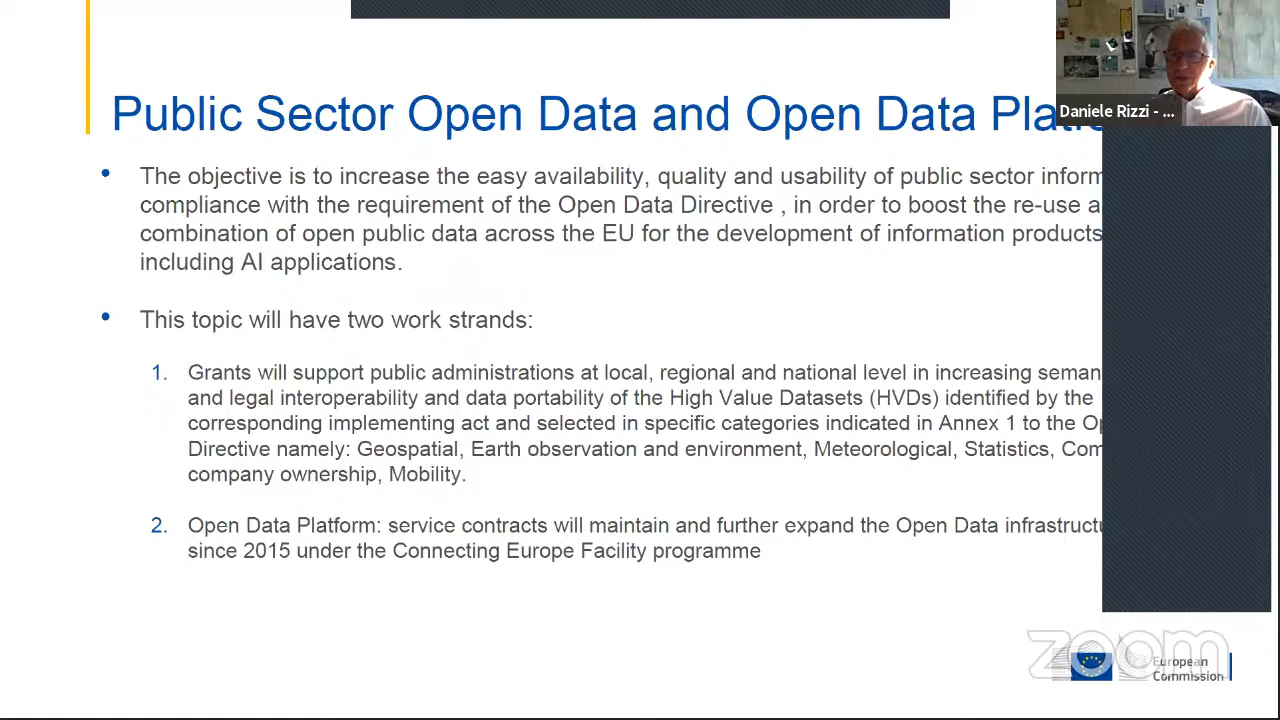 Public Sector Open Data and Open Data
Daniele Rizzi - ...
• The objective is to increase the easy availability, quality and usability of public sector
compliance with the requirement of the Open Data Directive , in order to boost the re-use
combination of open public data across the EU for the development of information products
including AI applications.
• This topic will have two work strands:
1. Grants will support public administrations at local, regional and national level in increasing
and legal interoperability and data portability of the High Value Datasets (HVDs) identified by the
corresponding implementing act and selected in specific categories indicated in Annex 1 to the
Directive namely: Geospatial, Earth observation and environment, Meteorological, Statistics,
company ownership, Mobility.
2. Open Data Platform: service contracts will maintain and further expand the Open Data
since 2015 under the Connecting Europe Facility programme
zoom
European
Commission